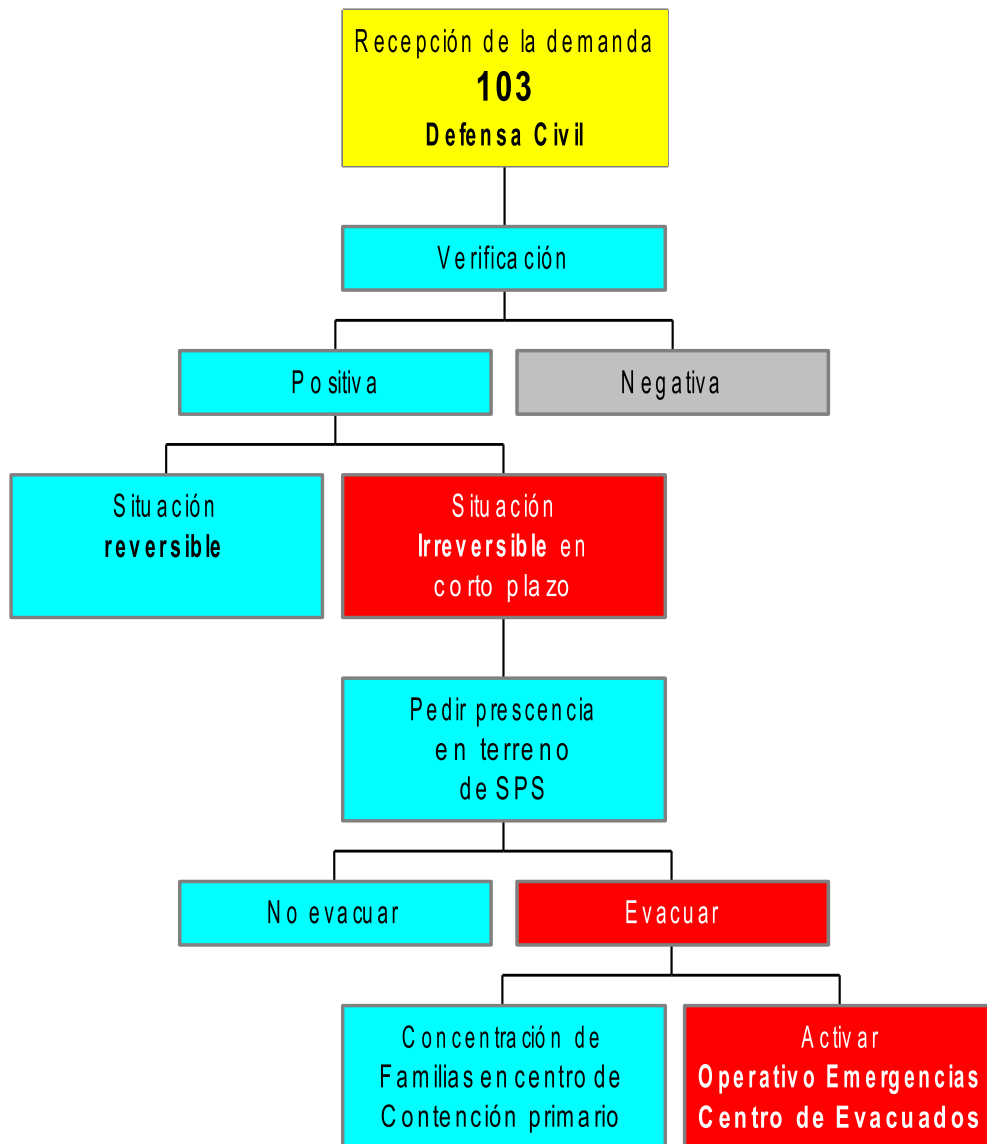 Recepción de la demanda
103
Defensa Civil
Verificación
Positiva
Negativa
Situación
reversible
Situación
Irreversible en
corto plazo
Pedir prescencia
en terreno
de SPS
No evacuar
Evacuar
Concentración de
Familias en centro de
Contención primario
Activar
Operativo Emergencias
Centro de Evacuados